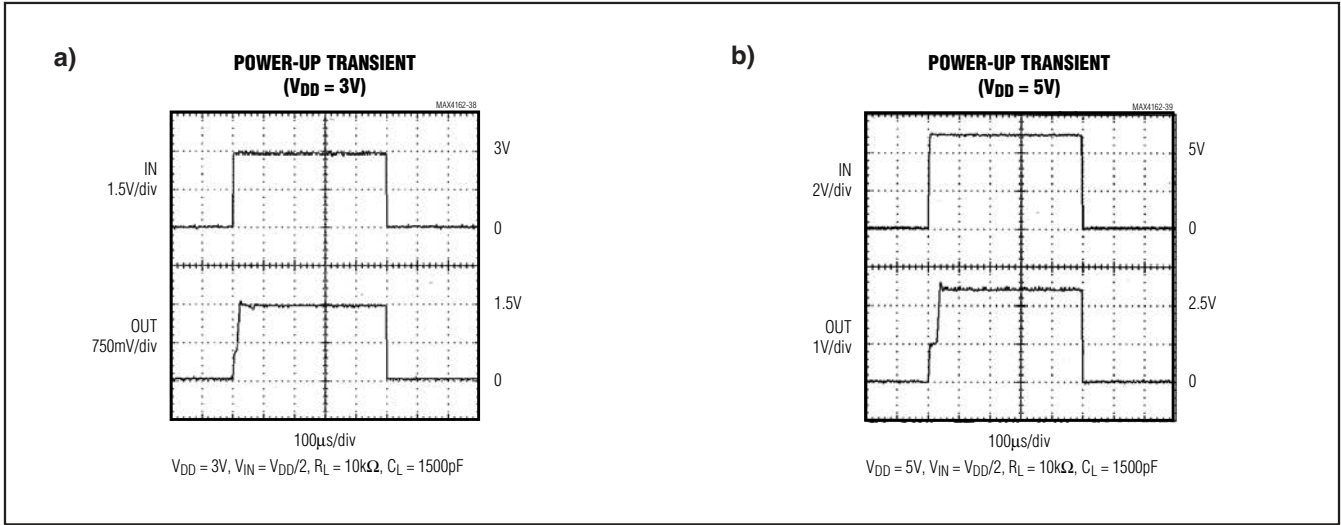 a)
POWER-UP TRANSIENT
(VDD = 3V)
MAX4162-38
IN
1.5V/div
3V
0
OUT
750mV/div
1.5V
0
100µs/div
VDD = 3V, VIN = VDD/2, RL = 10kΩ, CL = 1500pF
b)
POWER-UP TRANSIENT
(VDD = 5V)
MAX4162-39
IN
2V/div
5V
0
OUT
1V/div
2.5V
0
100µs/div
VDD = 5V, VIN = VDD/2, RL = 10kΩ, CL = 1500pF